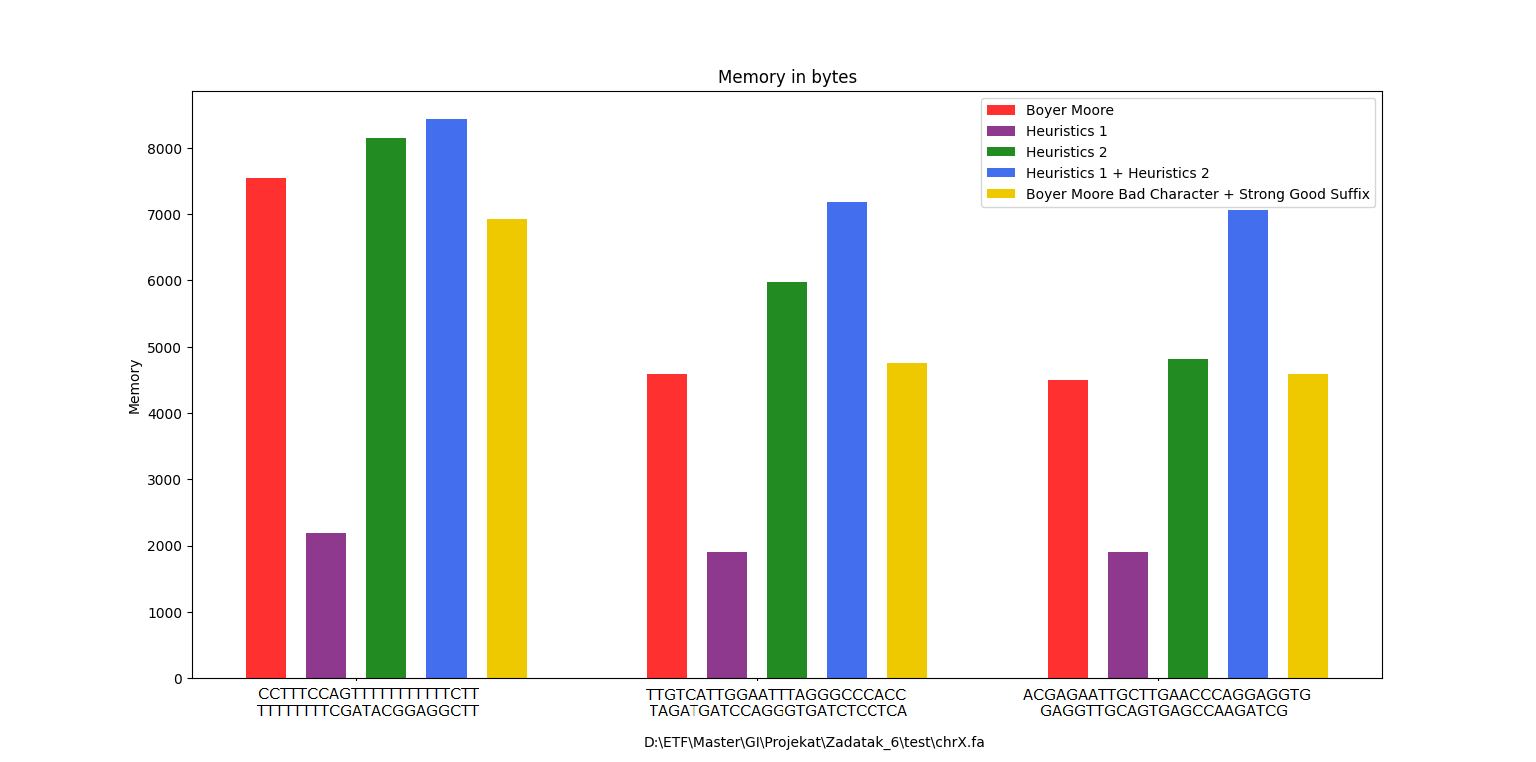 Memory in bytes
Boyer Moore
Heuristics 1
Heuristics 2
Heuristics 1 + Heuristics 2
Boyer Moore Bad Character + Strong Good Suffix
8000
7000
6000
5000
4000
3000
2000
1000
0
Memory
CCTTTCCAGTTTTTTTTTTTCTT
TTTTTTTTCGATACGGAGGCTT
TTGTCATTGGAATTTAGGGCCCACC
TAGATGATCCAGGGTGATCTCCTCA
ACGAGAATTGCTTGAACCCAGGAGGTG
GAGGTTGCAGTGAGCCAAGATCG
D:\ETF\Master\GI\Projekat\Zadatak_6\test\chrX.fa